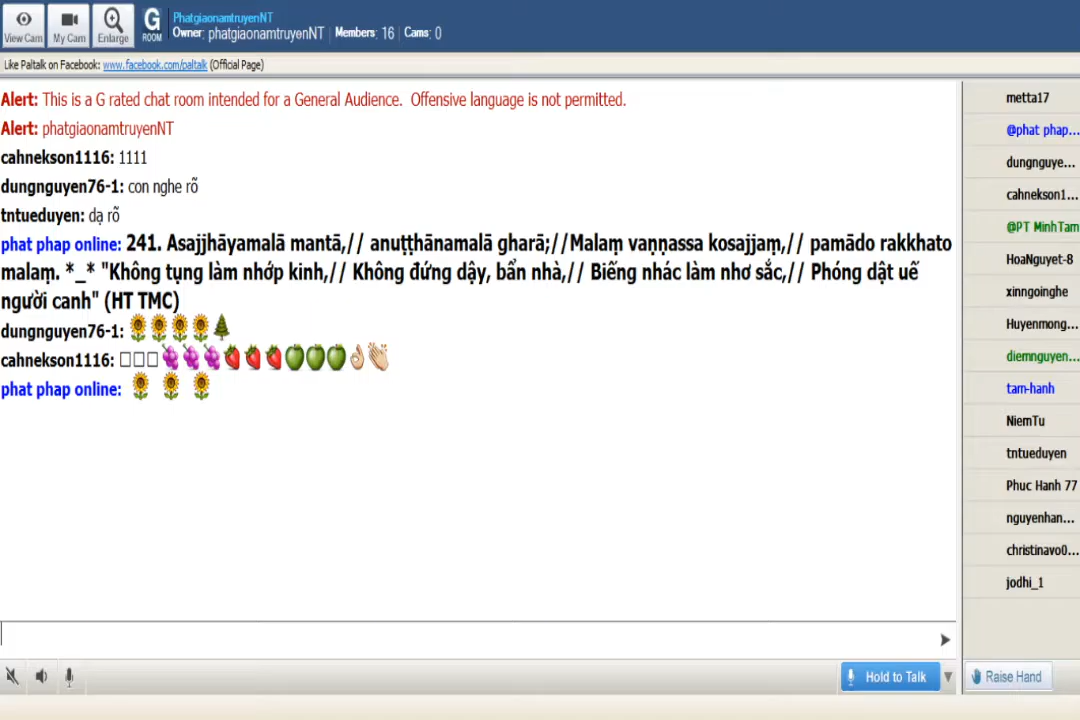 PhatgiaonamtruyenNT
Owner: phatgiaonamtruyenNT Members: 16 Cams: 0
View Cam My Cam Enlarge G ROOM
Like Paltalk on Facebook: www.facebook.com/paltalk (Official Page)
Alert: This is a G rated chat room intended for a General Audience. Offensive language is not permitted.
Alert: phatgiaonamtruyenNT
cahnekson1116: 1111
dungnguyen76-1: con nghe rõ
tntueduyen: dạ rõ
phat phap online: 241. Asajjhāyamalā mantā,// anuṭṭhānamalā gharā;//Malaṃ vaṇṇassa kosajjaṃ,// pamādo rakkhato
malaṃ. *_* "Không tụng làm nhớp kinh,// Không đứng dậy, bẩn nhà,// Biếng nhác làm nhơ sắc,// Phóng dật uế
người canh" (HT TMC)
dungnguyen76-1: 🌻🌻🌻🌻🌲
cahnekson1116: □□□🍇🍇🍇🍓🍓🍓🍏🍏🍏👌🏻👏🏻
phat phap online: 🌻 🌻 🌻
metta17
@phat phap...
dungnguye...
cahnekson1...
@PT MinhTam
HoaNguyet-8
xinngoinghe
Huyenmong...
diemnguyen...
tam-hanh
NiemTu
tntueduyen
Phuc Hanh 77
nguyenhan...
christinavo0...
jodhi_1
Hold to Talk
Raise Hand